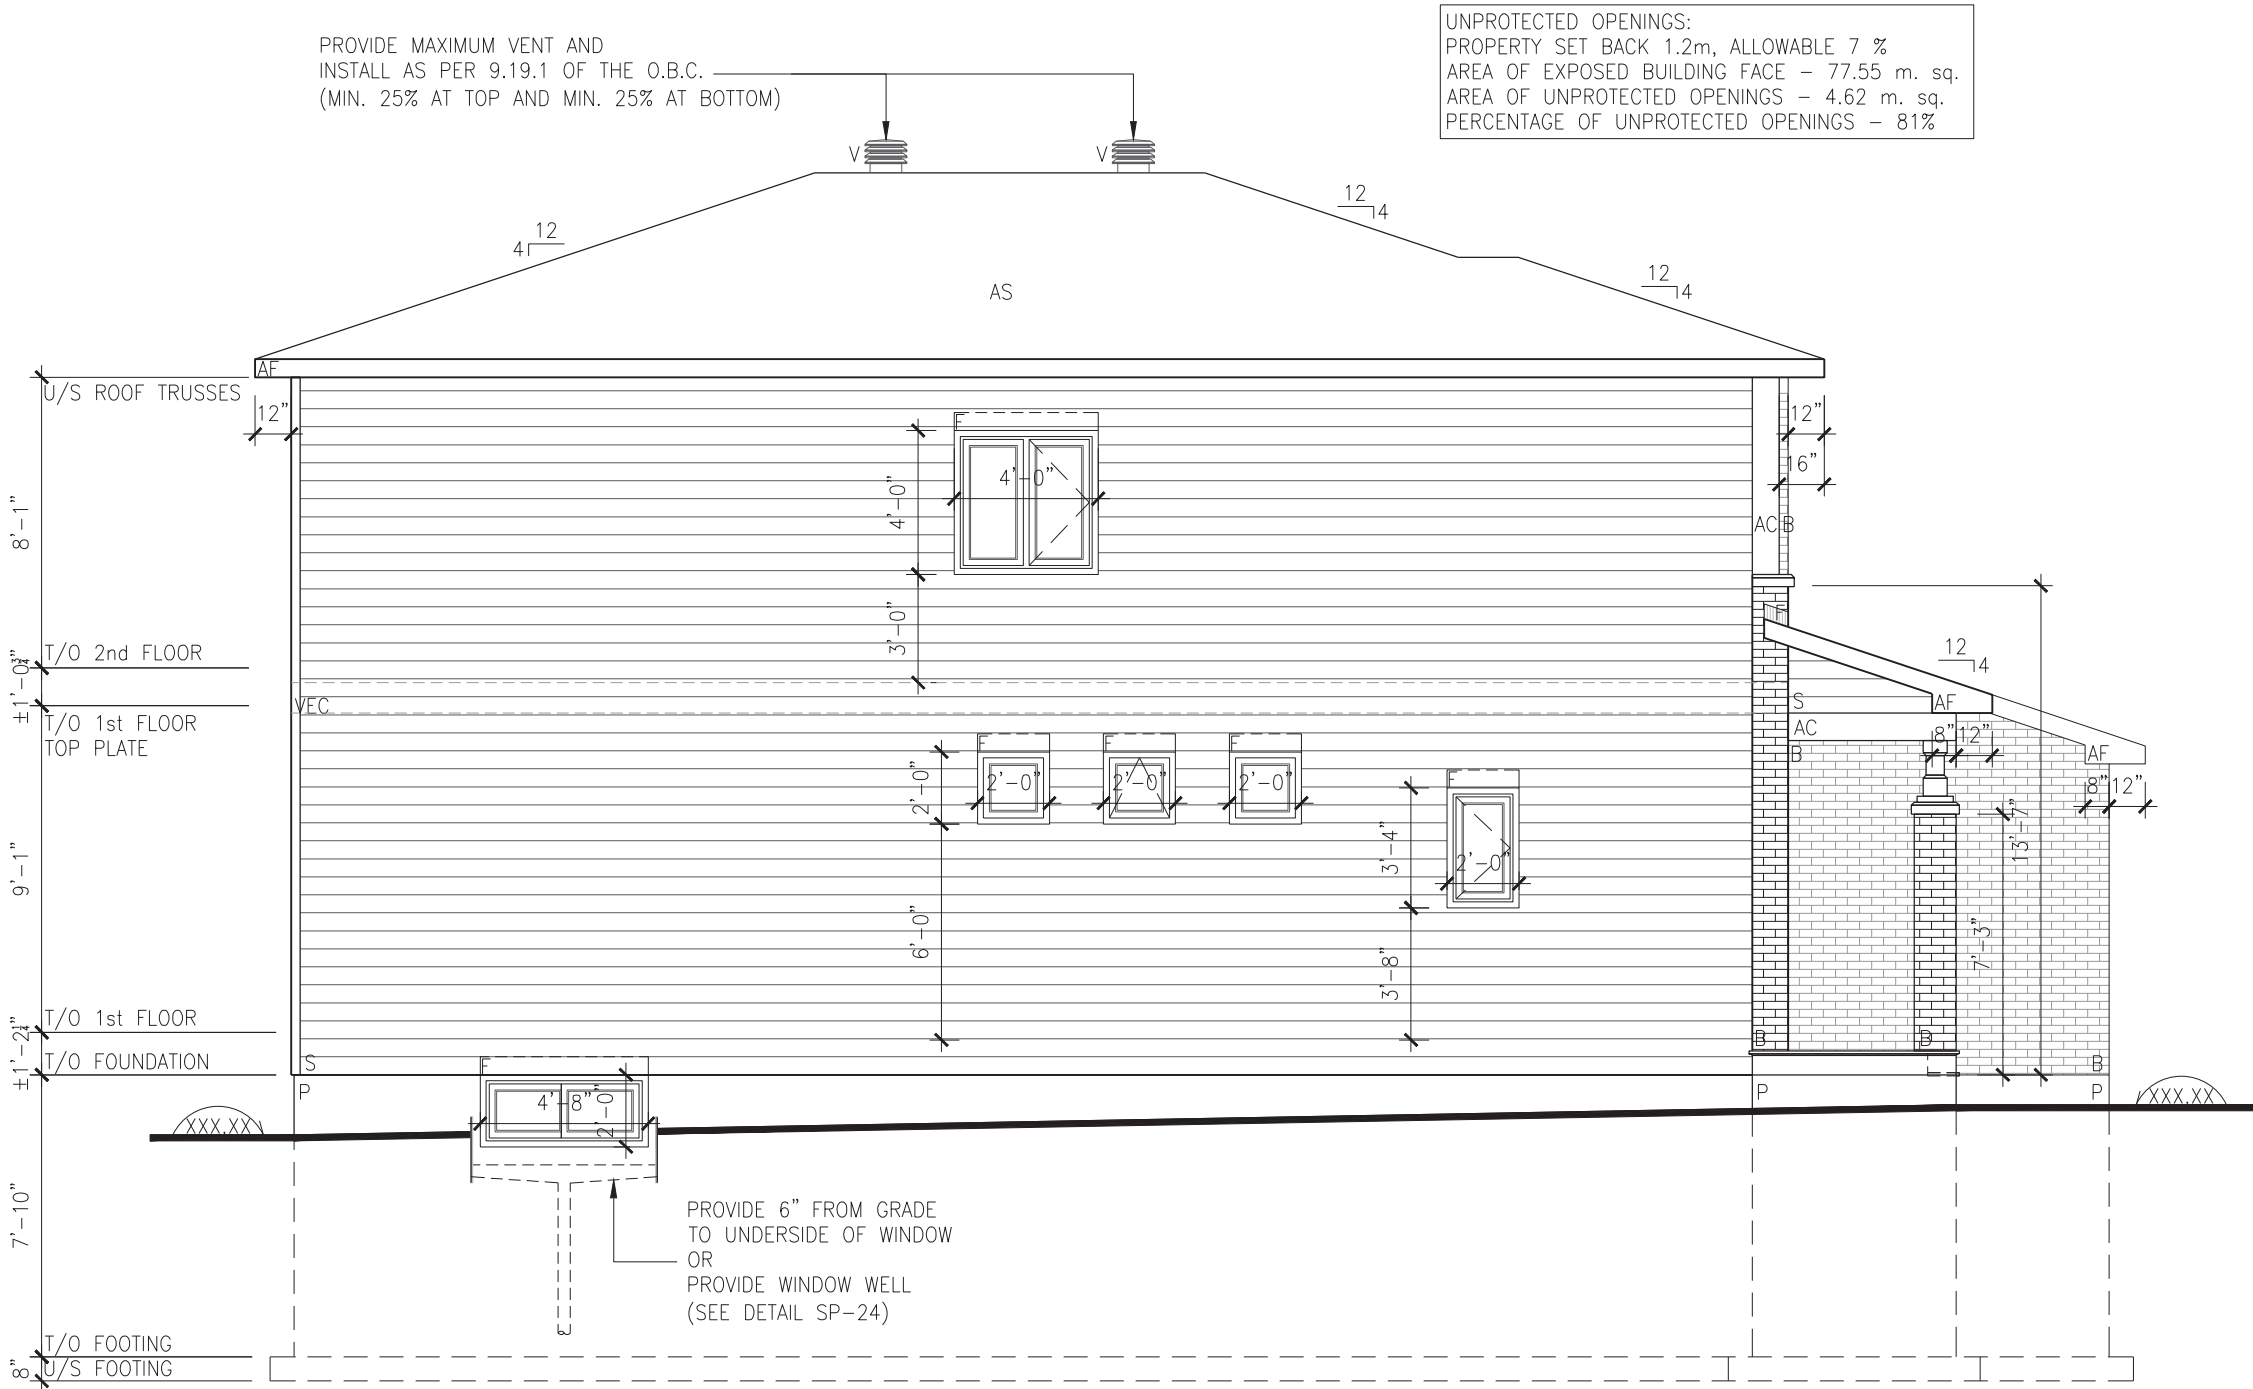 PROVIDE MAXIMUM VENT AND
INSTALL AS PER 9.19.1 OF THE O.B.C.
(MIN. 25% AT TOP AND MIN. 25% AT BOTTOM)
UNPROTECTED OPENINGS:
PROPERTY SET BACK 1.2m, ALLOWABLE 7 %
AREA OF EXPOSED BUILDING FACE – 77.55 m. sq.
AREA OF UNPROTECTED OPENINGS – 4.62 m. sq.
PERCENTAGE OF UNPROTECTED OPENINGS – 81%
V
V
12
4
12
4
12
4
AS
AF
U/S ROOF TRUSSES
12"
12"
16"
F
4'-0"
4'-0"
3'-0"
8'-1"
AC
B
F
12
4
T/O 2nd FLOOR
±1'-0¾"
VEC
T/O 1st FLOOR
TOP PLATE
S
AF
AC
B
8"
12"
AF
8"
12"
F
F
F
2'-0"
2'-0"
2'-0"
2'-0"
F
3'-4"
2'-0"
13'-7"
9'-1"
6'-0"
3'-8"
7'-3"
T/O 1st FLOOR
±1'-2¼"
T/O FOUNDATION
S
F
B
B
B
P
P
P
4'-8"
2'-0"
XXX.XX
XXX.XX
7'-10"
PROVIDE 6" FROM GRADE
TO UNDERSIDE OF WINDOW
OR
PROVIDE WINDOW WELL
(SEE DETAIL SP-24)
T/O FOOTING
8"
U/S FOOTING